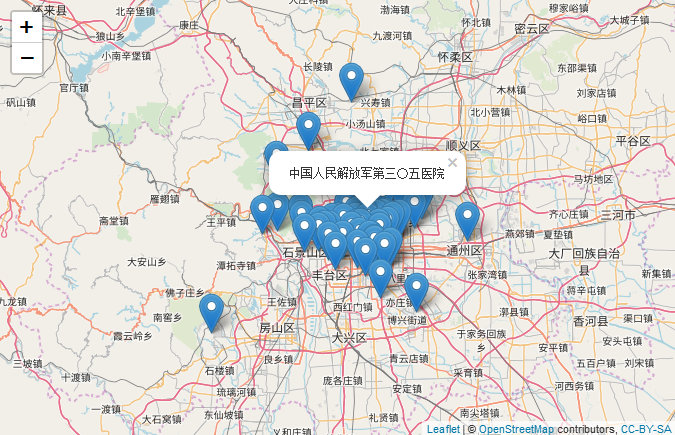 怀来县
北辛堡镇
狼山乡
小南辛堡镇
官厅镇
矾山镇
康庄
渤海镇
九渡河镇
怀北镇
怀柔区
穆家峪镇
密云区
大城子镇
+
−
长陵镇
昌平区
兴寿镇
小汤山镇
东邵渠镇
木林镇
刘家店镇
北小营镇
峪口镇
平谷区
顺义区
马坊地区
×
中国人民解放军第三〇五医院
雁翅镇
斋堂镇
王平镇
大安山乡
潭柘寺镇
石景山区
丰台区
通州区
燕郊镇
夏垫镇
齐心庄镇
三河市
大厂回族自治
县
张家湾镇
新集镇
蒋辛屯镇
九龙镇
佛子庄乡
南窖乡
霞云岭乡
王佐镇
房山区
西红门镇
亦庄镇
博兴街道
大兴区
漷县镇
香河县
渠口镇
于家务回族
乡
安平镇
安头屯镇
三坡镇
十渡镇
石楼镇
良乡镇
青云店镇
采育镇
五百户镇
刘宋镇
庞各庄镇
安定镇
河西务镇
琉璃河镇
一渡镇
大石窝镇
东仙坡镇
礼贤镇
南尖塔镇
义和庄镇
Leaflet | © OpenStreetMap contributors, CC-BY-SA